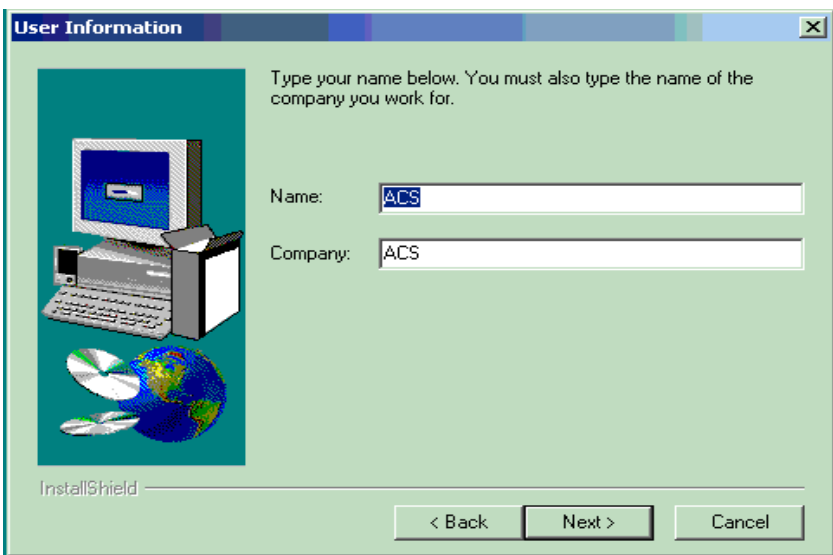 User Information
Type your name below. You must also type the name of the
company you work for.
Name: ACS
Company: ACS
InstallShield
< Back Next > Cancel